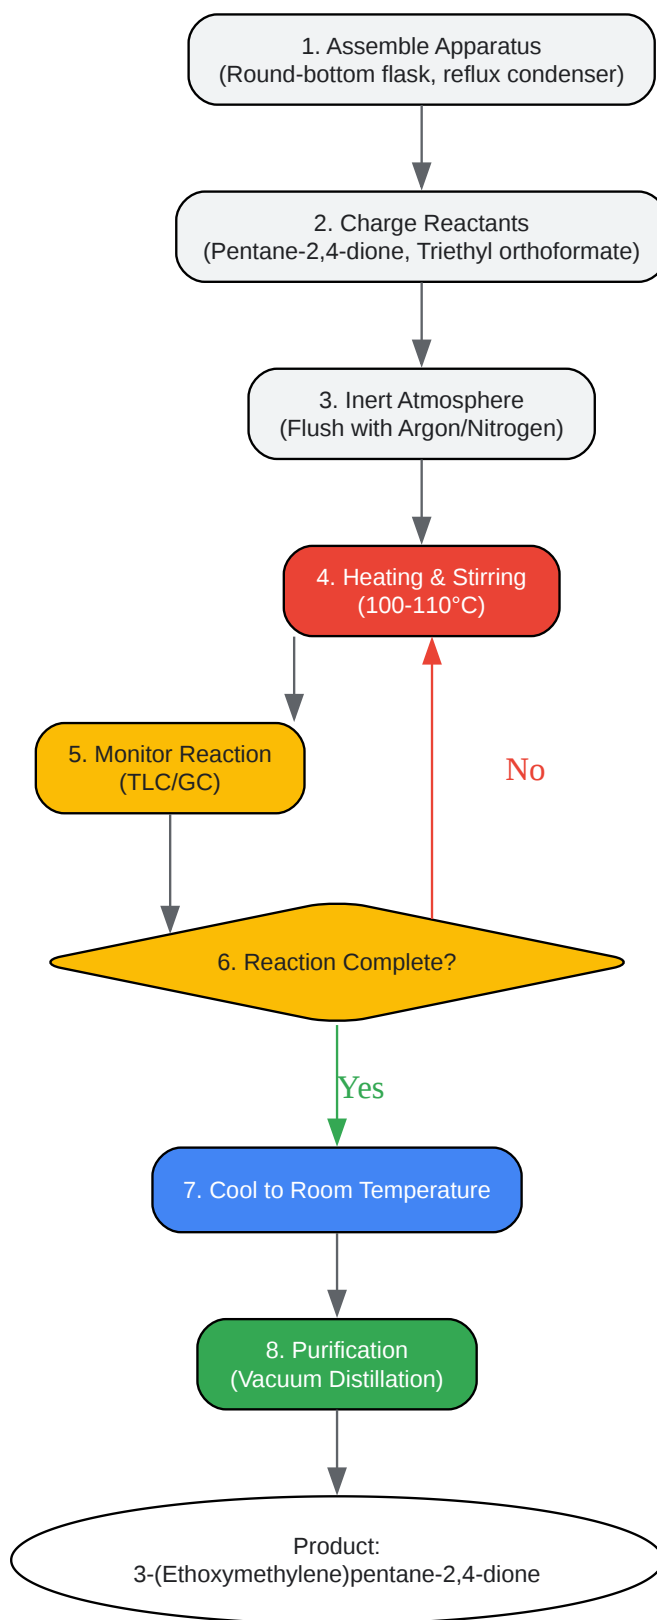 1. Assemble Apparatus
(Round-bottom flask, reflux condenser)
2. Charge Reactants
(Pentane-2,4-dione, Triethyl orthoformate)
3. Inert Atmosphere
(Flush with Argon/Nitrogen)
4. Heating & Stirring
(100-110°C)
5. Monitor Reaction
(TLC/GC)
No
6. Reaction Complete?
Yes
7. Cool to Room Temperature
8. Purification
(Vacuum Distillation)
Product:
3-(Ethoxymethylene)pentane-2,4-dione